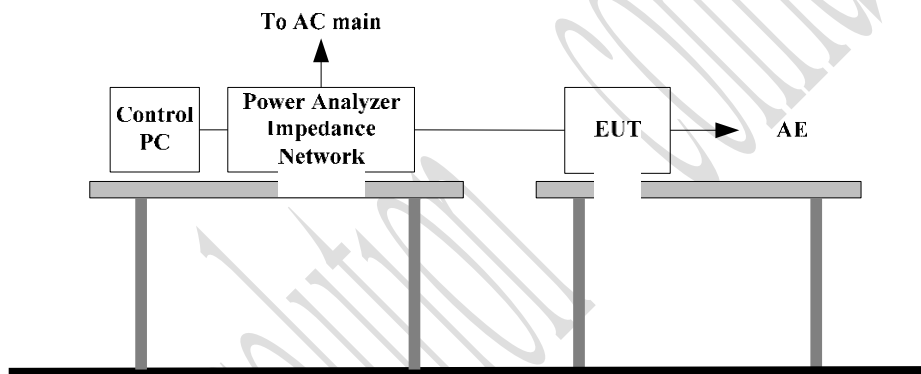 To AC main
Control
PC
Power Analyzer
Impedance
Network
EUT
AE